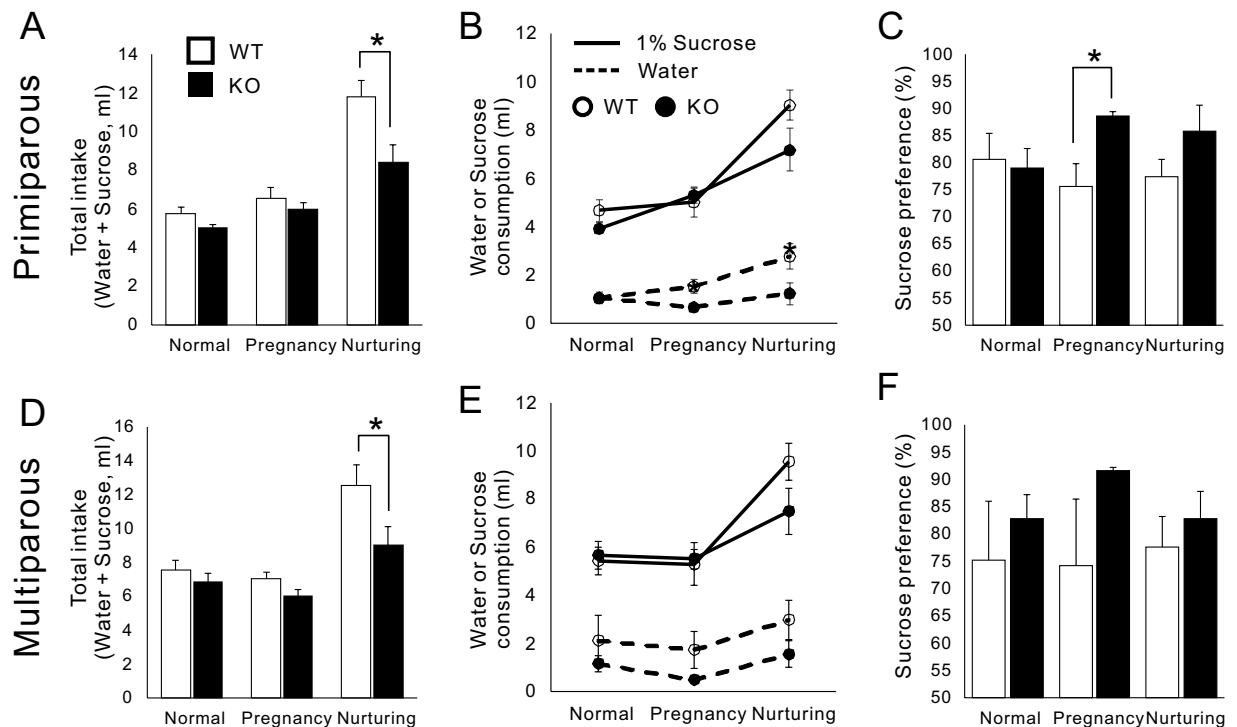 Primiparous
A
Total intake
(Water + Sucrose, ml)
14
12
10
8
6
4
2
0
WT
KO
*
Normal Pregnancy Nurturing
B
Water or Sucrose
consumption (ml)
12
10
8
6
4
2
0
1% Sucrose
Water
WT KO
*
*
Normal Pregnancy Nurturing
C
Sucrose preference (%)
100
95
90
85
80
75
70
65
60
55
50
*
Normal Pregnancy Nurturing
Multiparous
D
Total intake
(Water + Sucrose, ml)
16
14
12
10
8
6
4
2
0
*
Normal Pregnancy Nurturing
E
Water or Sucrose
consumption (ml)
12
10
8
6
4
2
0
Normal Pregnancy Nurturing
F
Sucrose preference (%)
100
95
90
85
80
75
70
65
60
55
50
Normal Pregnancy Nurturing